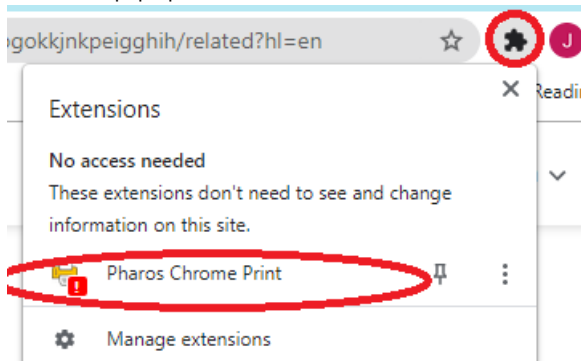 ogokkjnkpeigghih/related?hl=en
J
Extensions
Readi
No access needed
These extensions don't need to see and change
information on this site.
Pharos Chrome Print
Manage extensions